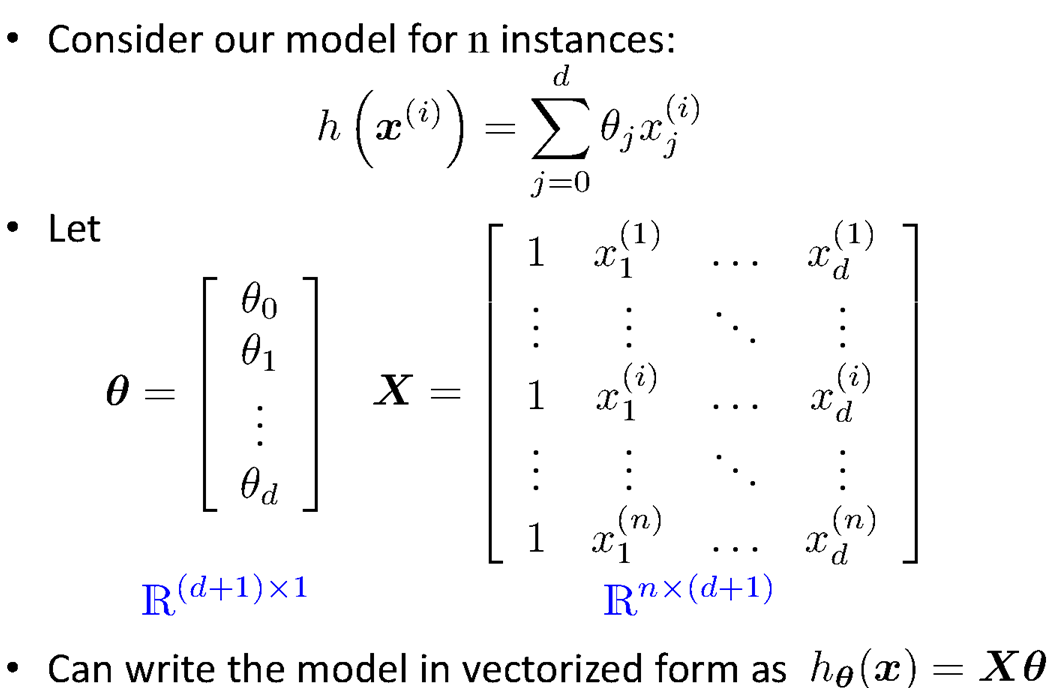 • Consider our model for n instances:
h(x^{(i)}) = \sum_{j=0}^{d} θ_j x_j^{(i)}
• Let
θ = [θ_0 θ_1 ⋮ θ_d] X = [1 x_1^{(1)} … x_d^{(1)}
⋮ ⋮ ⋱ ⋮
1 x_1^{(i)} … x_d^{(i)}
⋮ ⋮ ⋱ ⋮
1 x_1^{(n)} … x_d^{(n)}]
ℝ^{(d+1)×1} ℝ^{n×(d+1)}
• Can write the model in vectorized form as h_θ(x) = Xθ